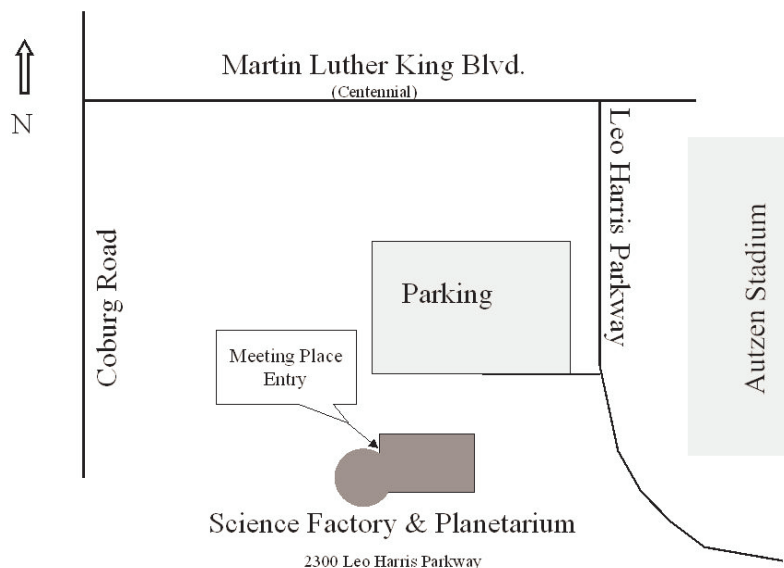 Martin Luther King Blvd.
(Centennial)
N
Leo Harris Parkway
Coburg Road
Parking
Autzen Stadium
Meeting Place
Entry
Science Factory & Planetarium
2300 Leo Harris Parkway